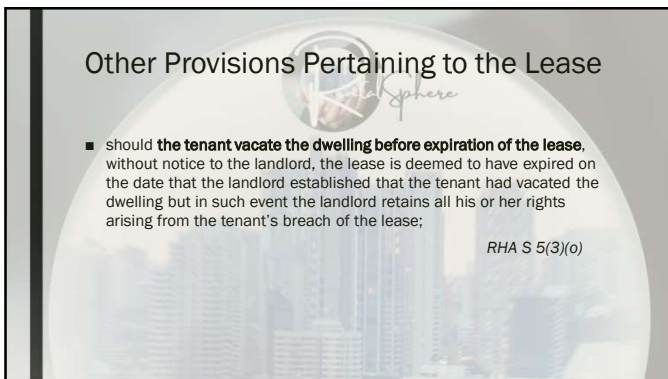 RentalSphere
Other Provisions Pertaining to the Lease
■ should the tenant vacate the dwelling before expiration of the lease,
without notice to the landlord, the lease is deemed to have expired on
the date that the landlord established that the tenant had vacated the
dwelling but in such event the landlord retains all his or her rights
arising from the tenant’s breach of the lease;
RHA S 5(3)(o)